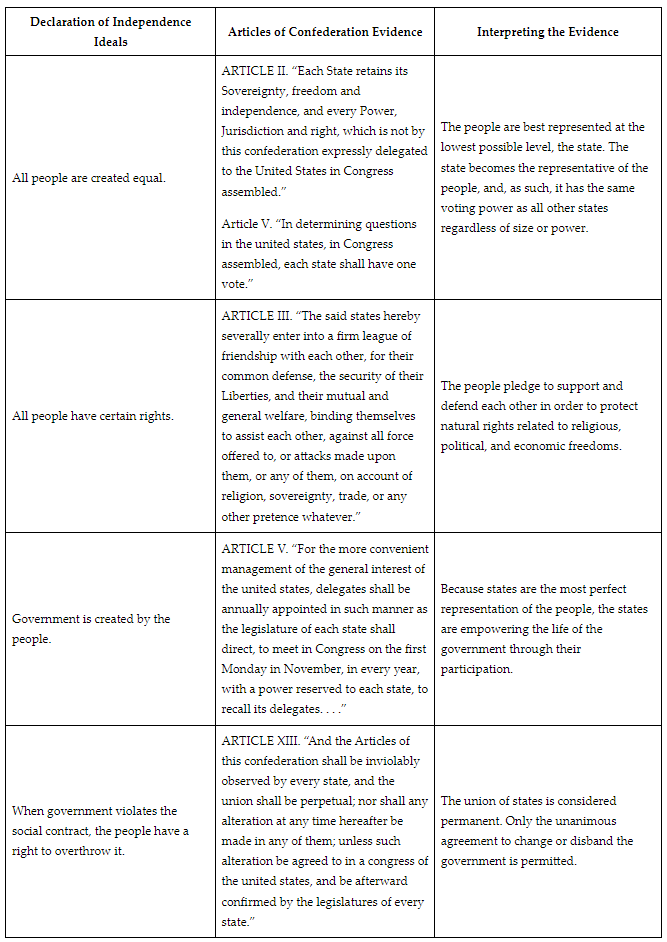 Declaration of Independence
Ideals
Articles of Confederation Evidence
Interpreting the Evidence
All people are created equal.
ARTICLE II. “Each State retains its
Sovereignty, freedom and
independence, and every Power,
Jurisdiction and right, which is not by
this confederation expressly delegated
to the United States in Congress
assembled.”
Article V. “In determining questions
in the united states, in Congress
assembled, each state shall have one
vote.”
The people are best represented at the
lowest possible level, the state. The
state becomes the representative of the
people, and, as such, it has the same
voting power as all other states
regardless of size or power.
All people have certain rights.
ARTICLE III. “The said states hereby
severally enter into a firm league of
friendship with each other, for their
common defense, the security of their
Liberties, and their mutual and
general welfare, binding themselves
to assist each other, against all force
offered to, or attacks made upon
them, or any of them, on account of
religion, sovereignty, trade, or any
other pretence whatever.”
The people pledge to support and
defend each other in order to protect
natural rights related to religious,
political, and economic freedoms.
Government is created by the
people.
ARTICLE V. “For the more convenient
management of the general interest of
the united states, delegates shall be
annually appointed in such manner as
the legislature of each state shall
direct, to meet in Congress on the first
Monday in November, in every year,
with a power reserved to each state, to
recall its delegates. . . .”
Because states are the most perfect
representation of the people, the states
are empowering the life of the
government through their
participation.
When government violates the
social contract, the people have a
right to overthrow it.
ARTICLE XIII. “And the Articles of
this confederation shall be inviolably
observed by every state, and the
union shall be perpetual; nor shall any
alteration at any time hereafter be
made in any of them; unless such
alteration be agreed to in a congress of
the united states, and be afterward
confirmed by the legislatures of every
state.”
The union of states is considered
permanent. Only the unanimous
agreement to change or disband the
government is permitted.